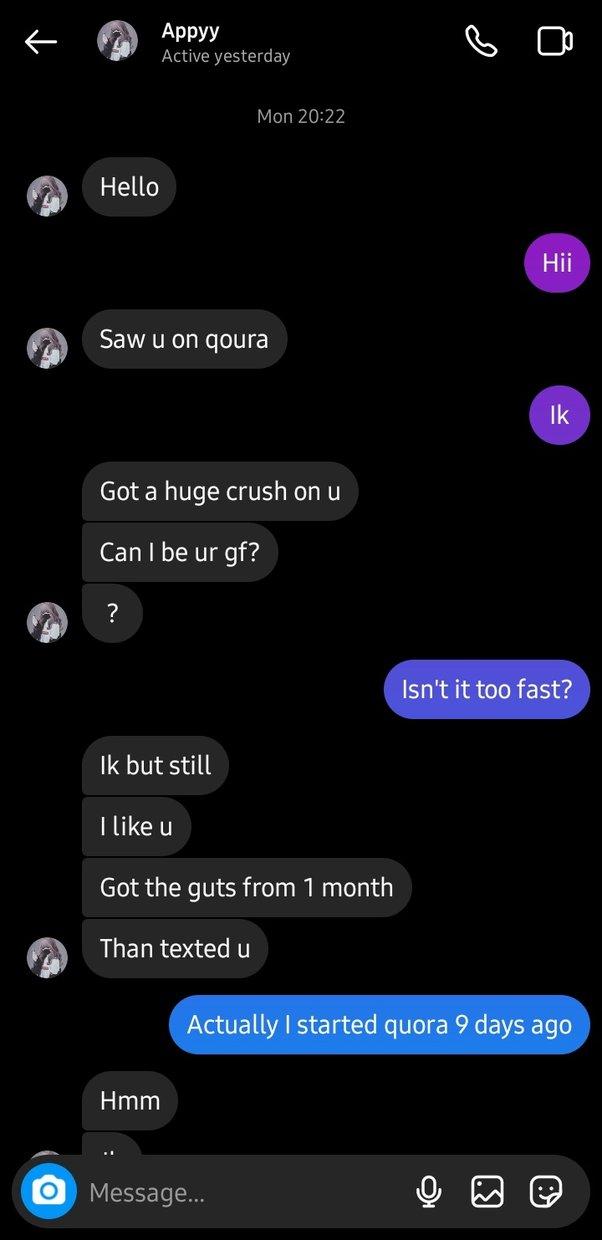 Appyy
Active yesterday
Mon 20:22
Hello
Hii
Saw u on qoura
Ik
Got a huge crush on u
Can I be ur gf?
?
Isn't it too fast?
Ik but still
I like u
Got the guts from 1 month
Than texted u
Actually I started quora 9 days ago
Hmm
Message...